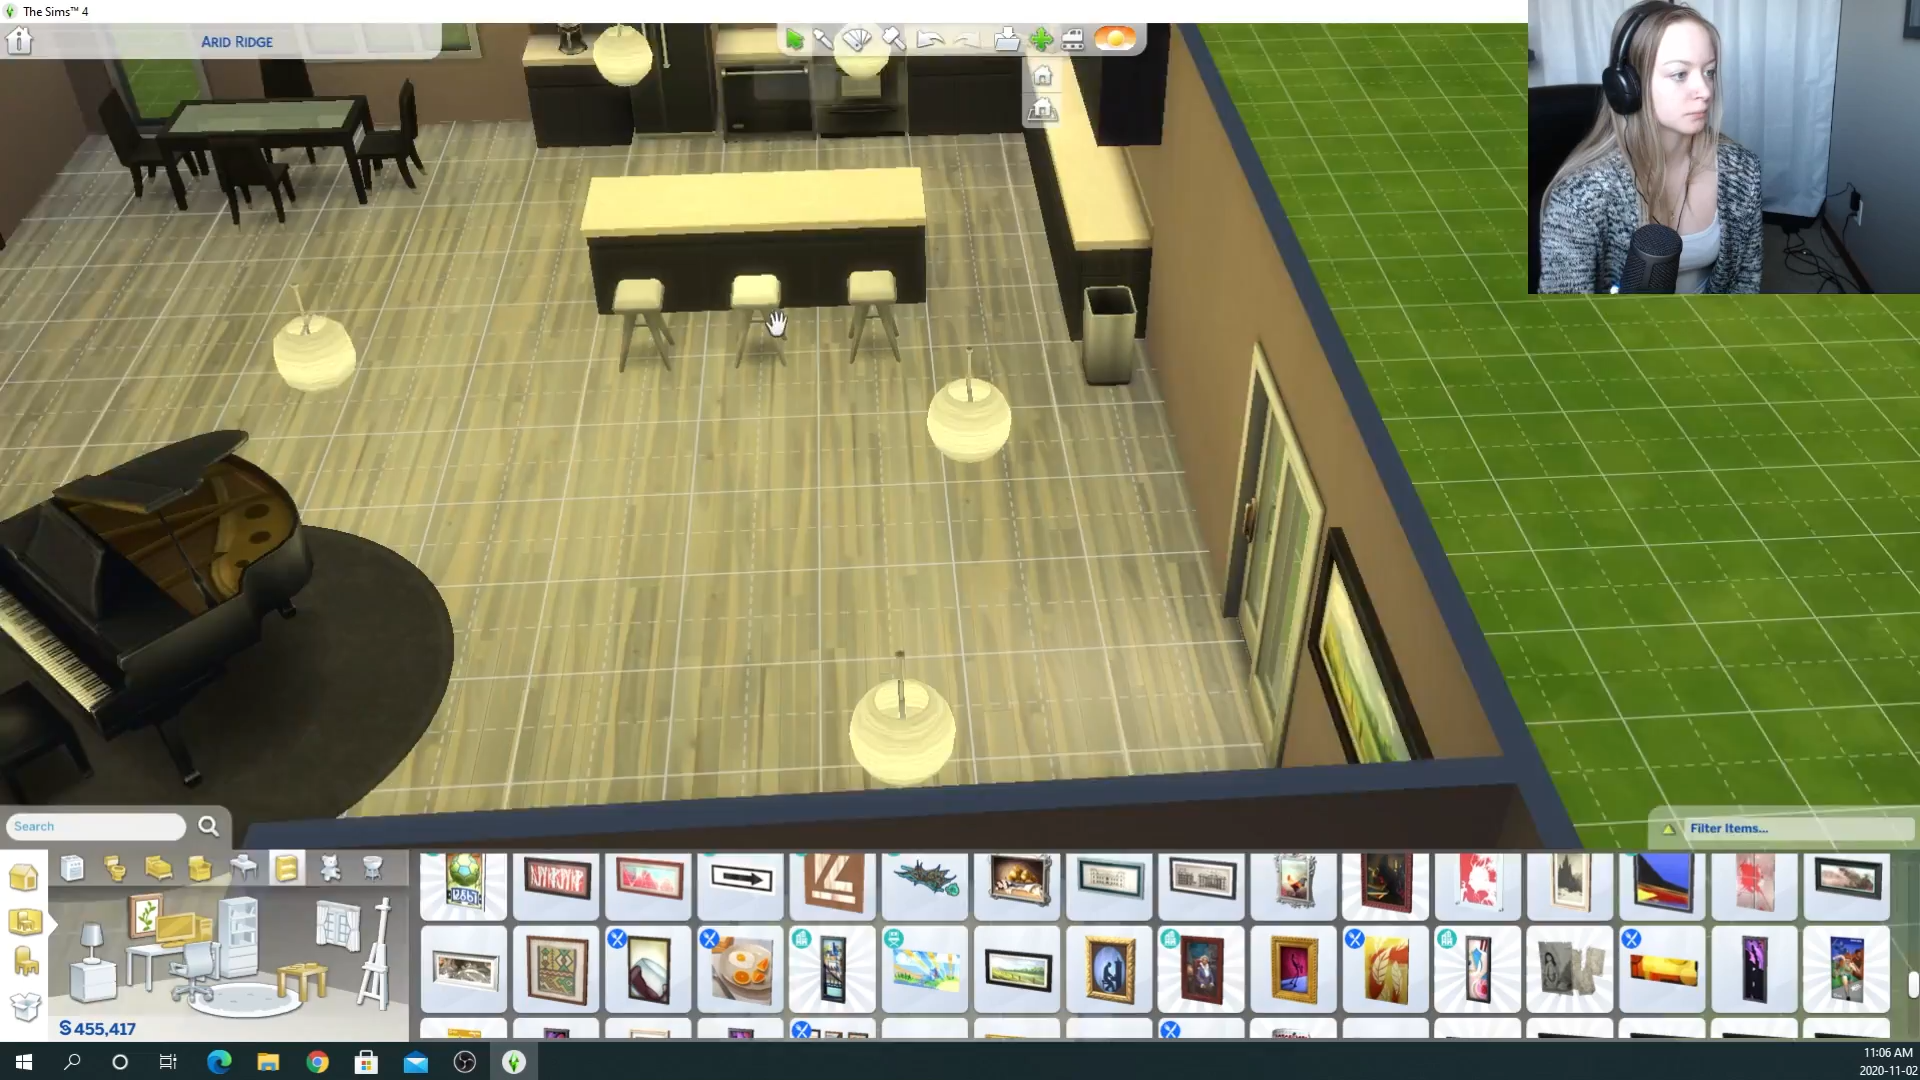 The Sims™ 4
ARID RIDGE
Search
Filter Items...
§455,417
11:06 AM
2020-11-02